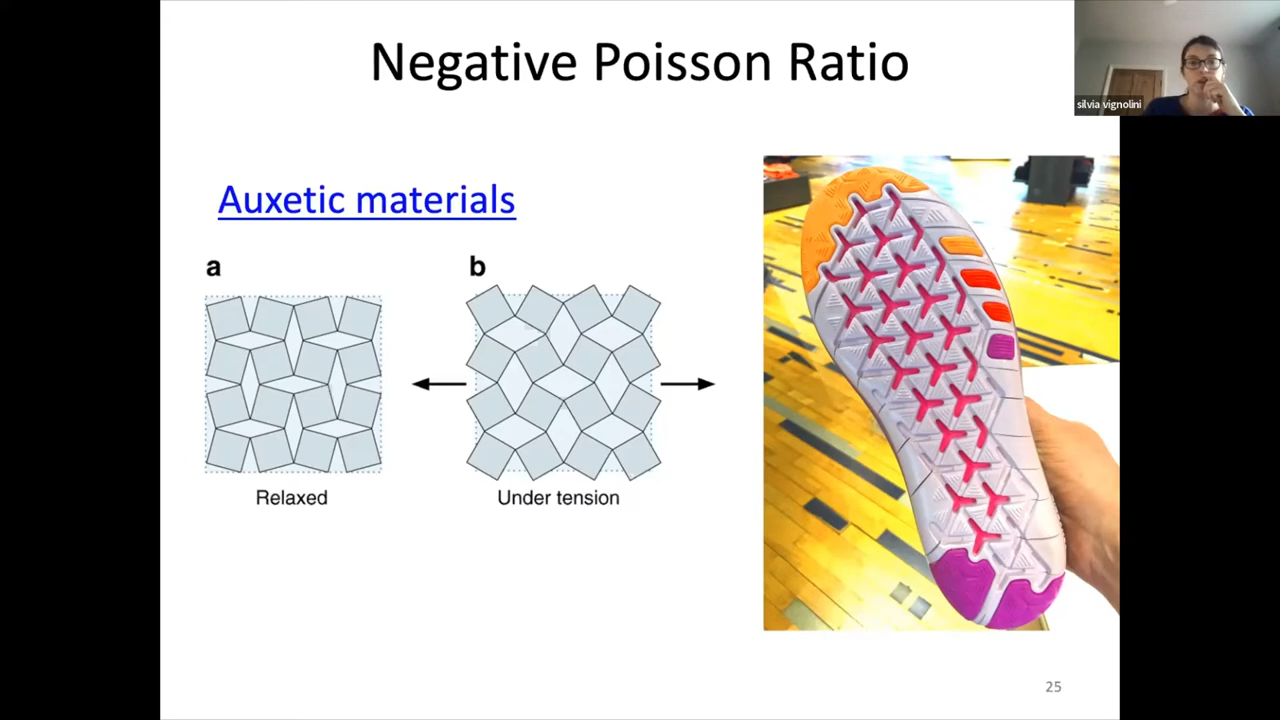 Negative Poisson Ratio
silvia vignolini
Auxetic materials
a
b
Relaxed
Under tension
25